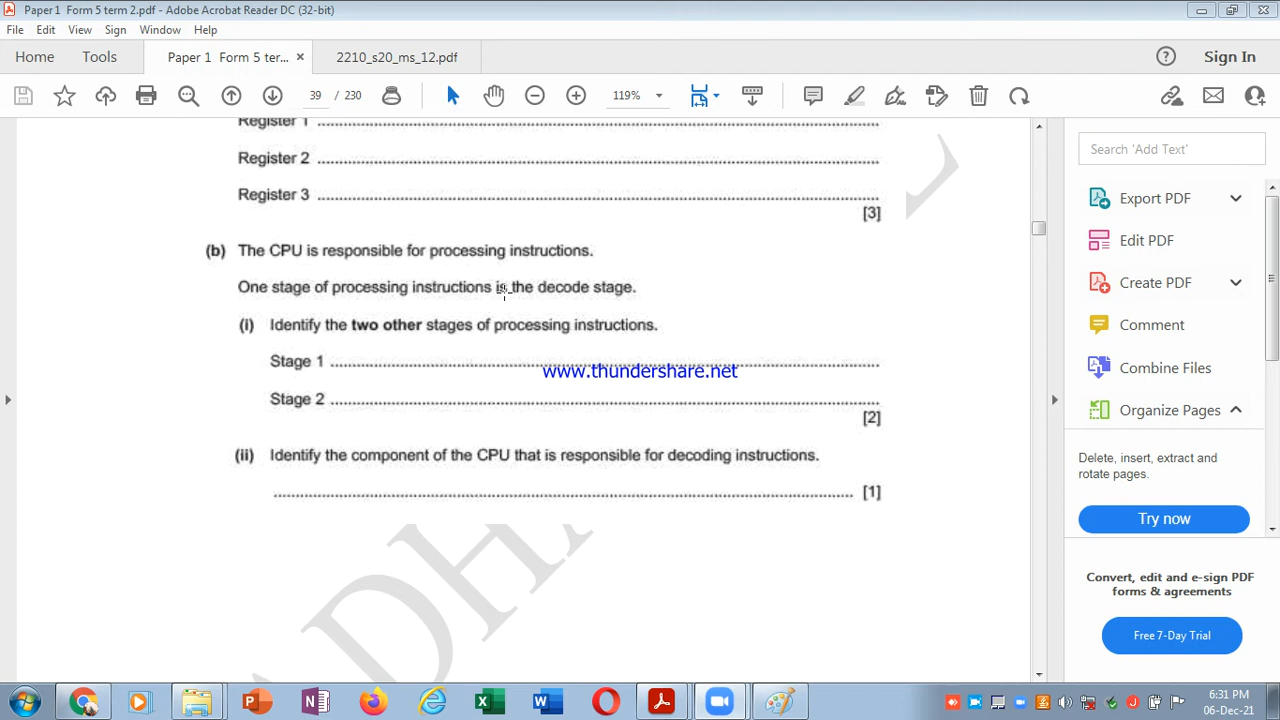 Paper 1 Form 5 term 2.pdf - Adobe Acrobat Reader DC (32-bit)
File Edit View Sign Window Help
Home Tools Paper 1 Form 5 ter... × 2210_s20_ms_12.pdf Sign In
39 / 230 119%
Search 'Add Text'
Export PDF
Edit PDF
Create PDF
Comment
Combine Files
Organize Pages
Delete, insert, extract and
rotate pages.
Try now
Convert, edit and e-sign PDF
forms & agreements
Free 7-Day Trial
Register 1 ........................................
Register 2 ........................................
Register 3 ........................................
[3]
(b) The CPU is responsible for processing instructions.
One stage of processing instructions is the decode stage.
(i) Identify the two other stages of processing instructions.
Stage 1 ........................................
www.thundershare.net
Stage 2 ........................................
[2]
(ii) Identify the component of the CPU that is responsible for decoding instructions.
........................................ [1]
6:31 PM
06-Dec-21